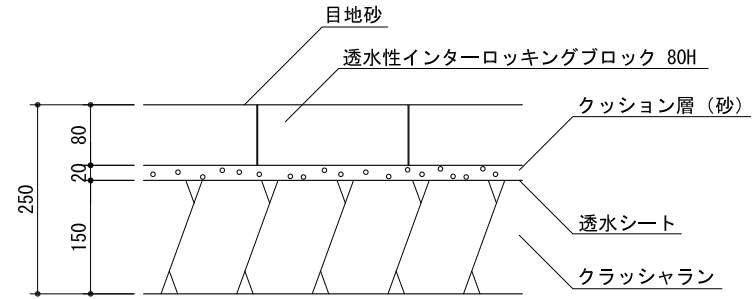 目地砂
透水性インターロッキングブロック 80H
クッション層（砂）
80
20
250
150
透水シート
クラッシャラン